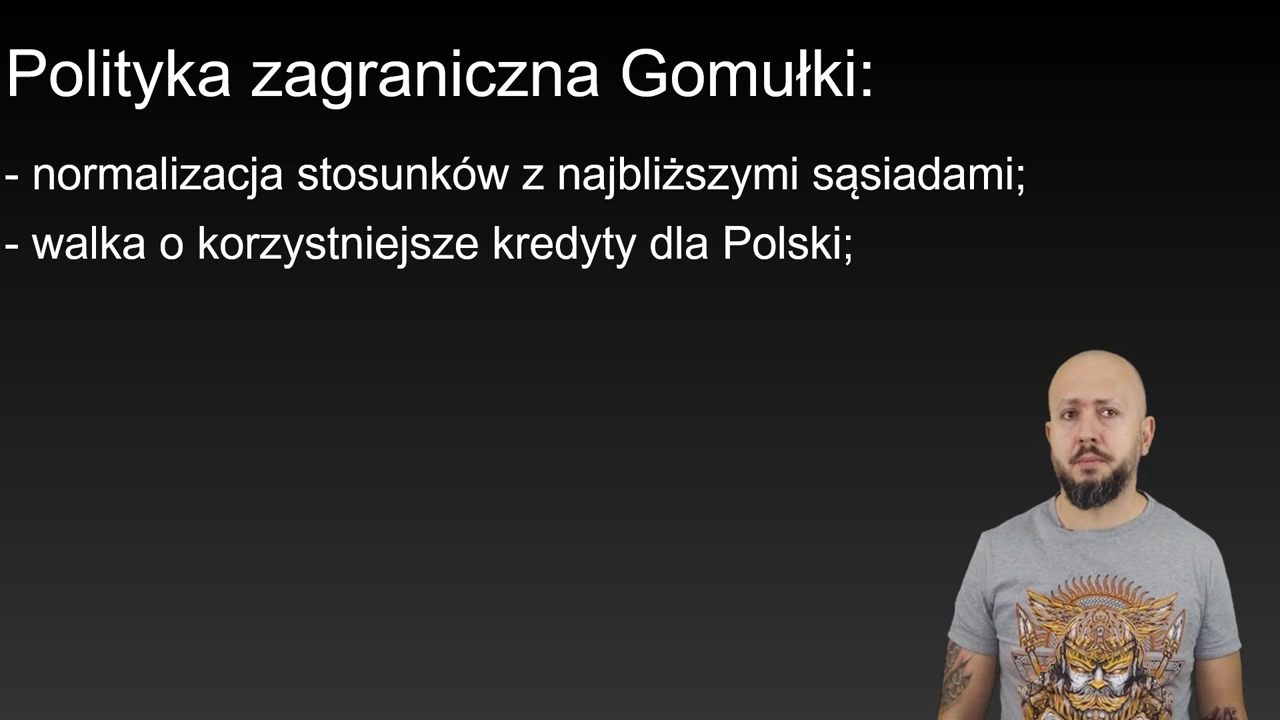 Polityka zagraniczna Gomułki:
- normalizacja stosunków z najbliższymi sąsiadami;
- walka o korzystniejsze kredyty dla Polski;